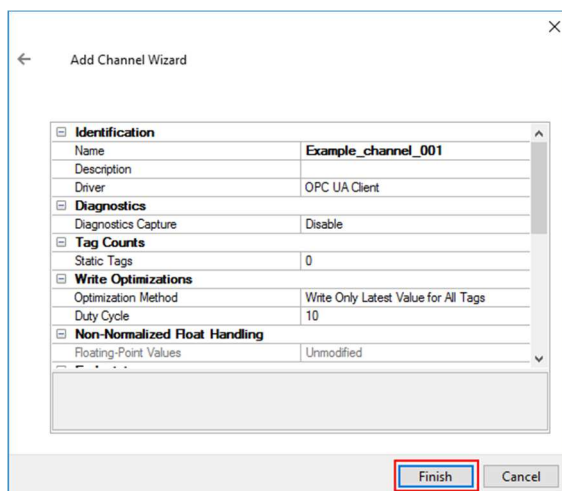 Add Channel Wizard
Identification
Name Example_channel_001
Description
Driver OPC UA Client
Diagnostics
Diagnostics Capture Disable
Tag Counts
Static Tags 0
Write Optimizations
Optimization Method Write Only Latest Value for All Tags
Duty Cycle 10
Non-Normalized Float Handling
Floating-Point Values Unmodified
Finish Cancel